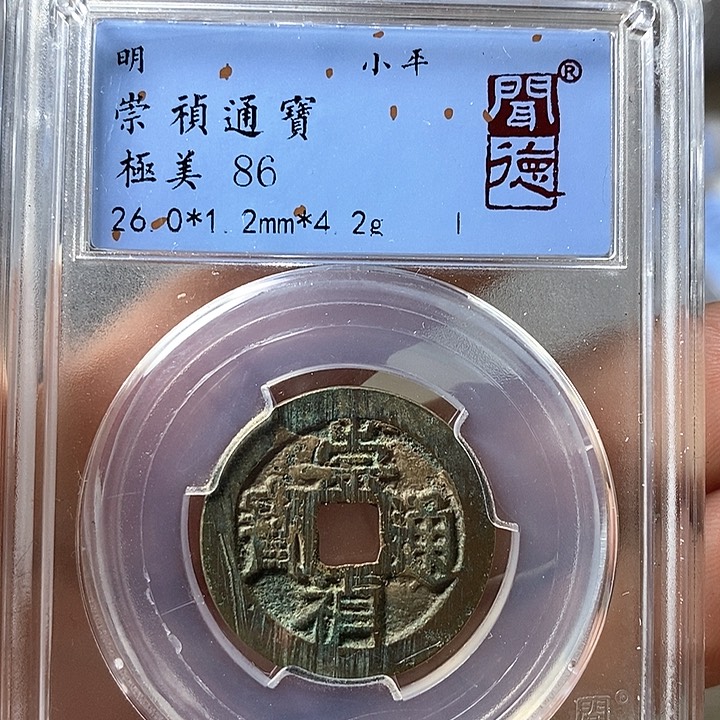 明 小平
崇禎通寶
極美 86
26.0*1.2mm*4.2g
聞德®
崇
寶 通
禎
聞®